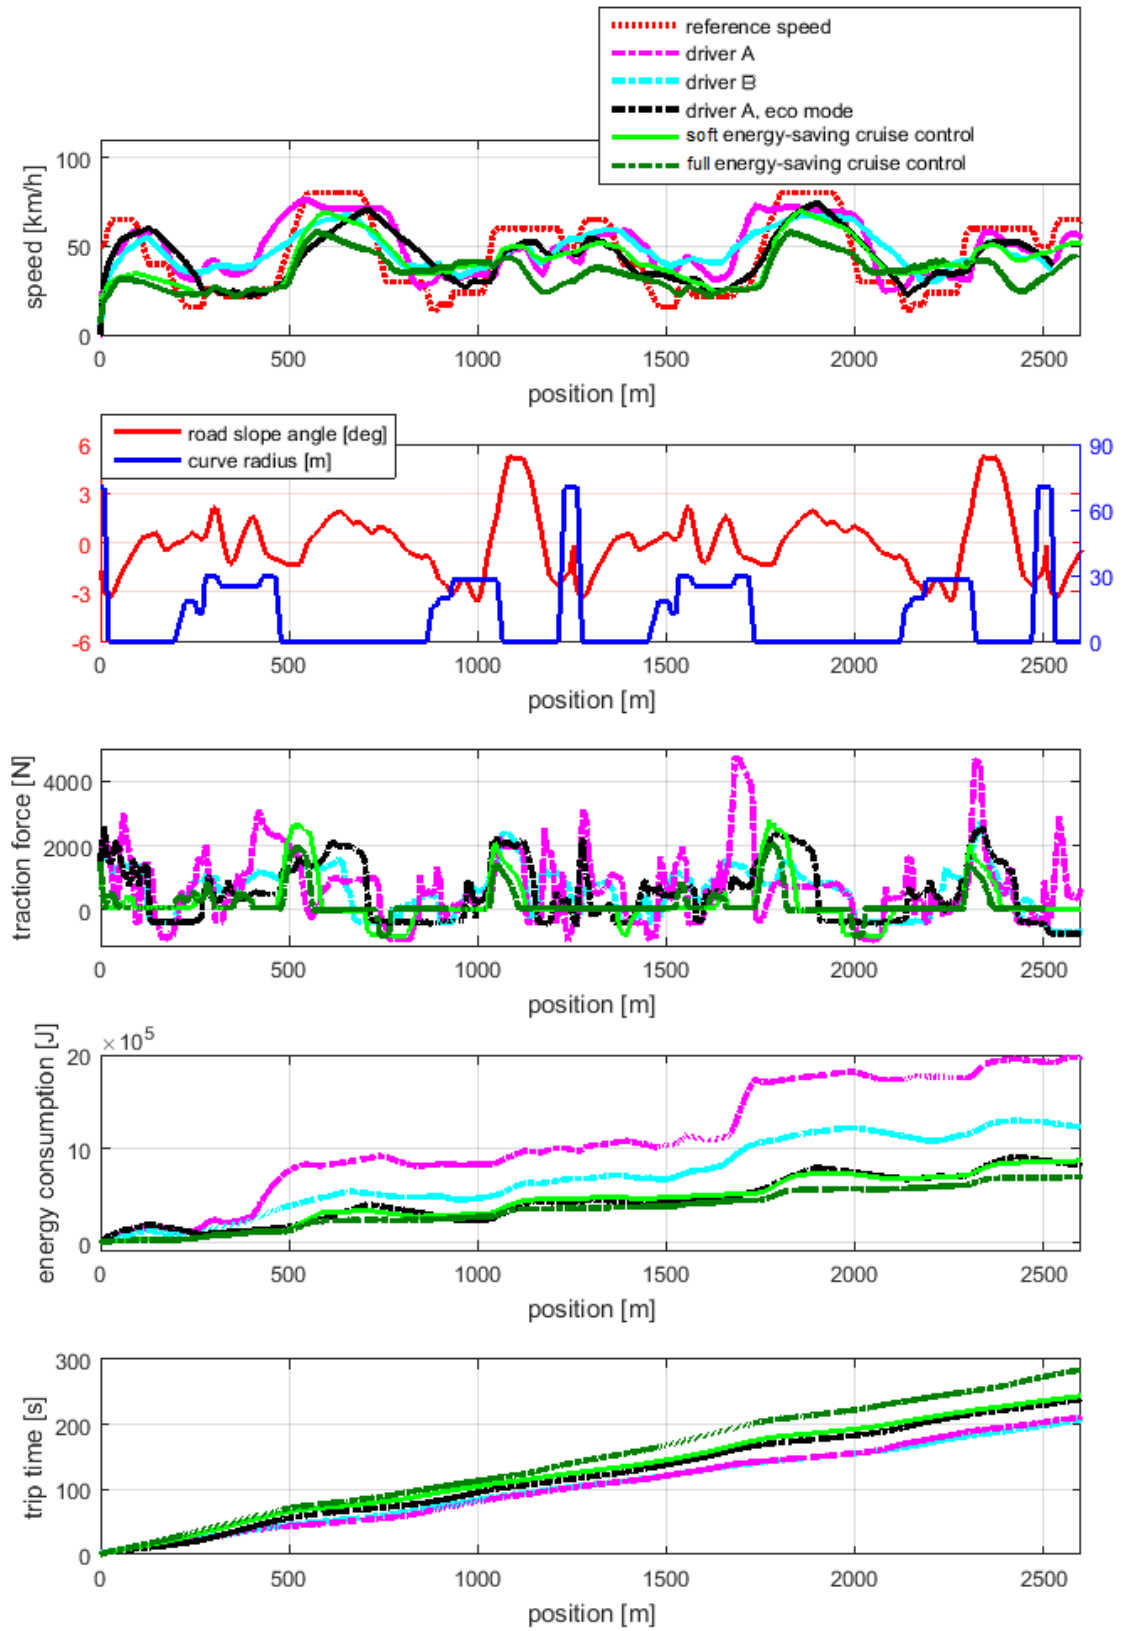 reference speed
driver A
driver B
driver A, eco mode
soft energy-saving cruise control
full energy-saving cruise control
speed [km/h]
100
50
0
0 500 1000 1500 2000 2500
position [m]
road slope angle [deg]
curve radius [m]
6 90
3 60
0
-3 30
-6 0
0 500 1000 1500 2000 2500
position [m]
traction force [N]
4000
2000
0
0 500 1000 1500 2000 2500
position [m]
energy consumption [J]
×10⁵
20
10
0
0 500 1000 1500 2000 2500
position [m]
trip time [s]
300
200
100
0
0 500 1000 1500 2000 2500
position [m]